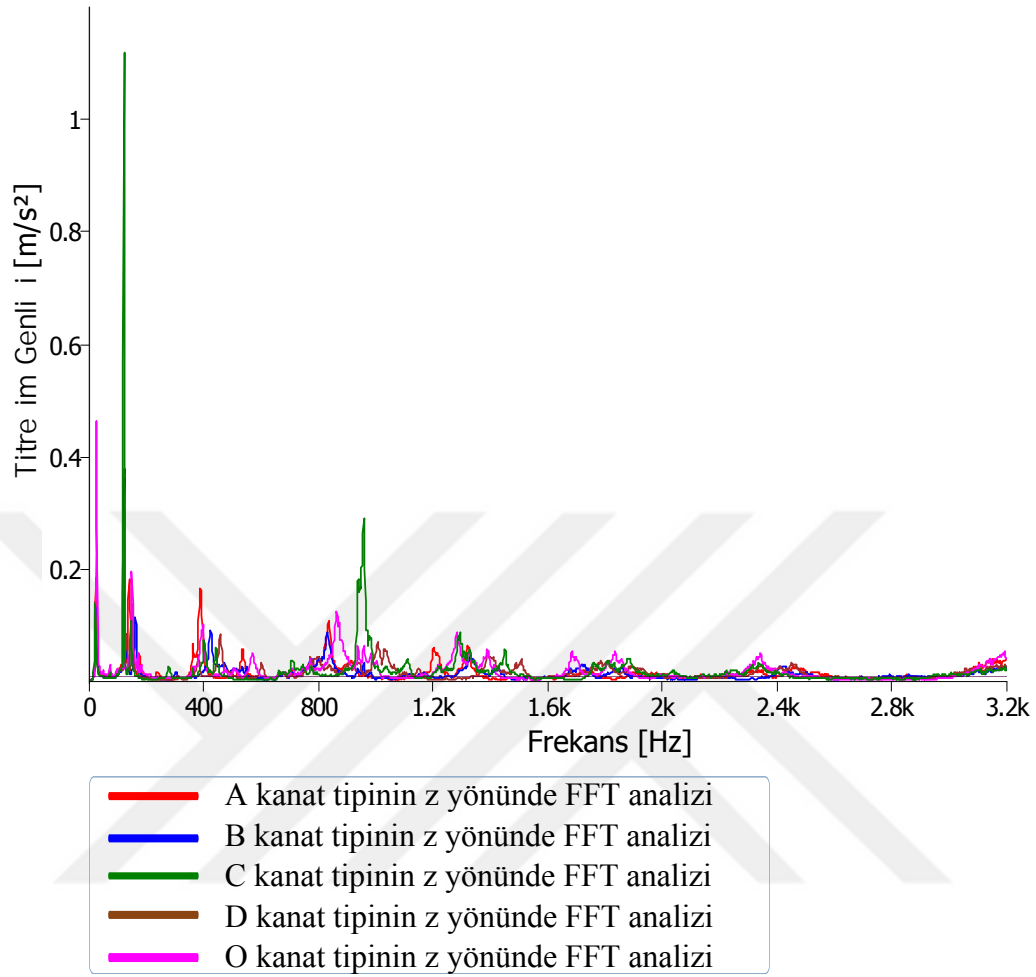 1
0.8
0.6
0.4
0.2
Titre im Genli i [m/s²]
0 400 800 1.2k 1.6k 2k 2.4k 2.8k 3.2k
Frekans [Hz]
A kanat tipinin z yönünde FFT analizi
B kanat tipinin z yönünde FFT analizi
C kanat tipinin z yönünde FFT analizi
D kanat tipinin z yönünde FFT analizi
O kanat tipinin z yönünde FFT analizi